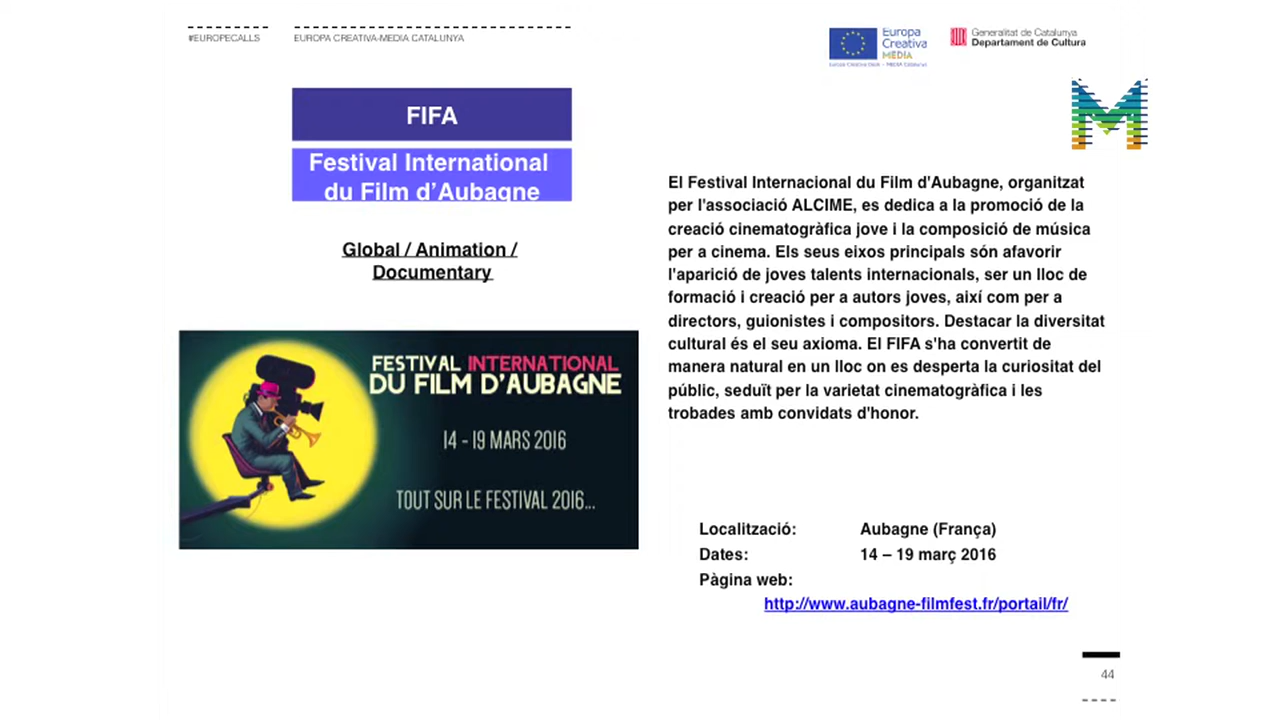 #EUROPECALLS
EUROPA CREATIVA-MEDIA CATALUNYA
Europa
Creativa
MEDIA
Europa Creativa Desk - MEDIA Catalunya
Generalitat de Catalunya
Departament de Cultura
FIFA
Festival International
du Film d’Aubagne
Global / Animation /
Documentary
FESTIVAL INTERNATIONAL
DU FILM D'AUBAGNE
14 - 19 MARS 2016
TOUT SUR LE FESTIVAL 2016...
El Festival Internacional du Film d'Aubagne, organitzat
per l'associació ALCIME, es dedica a la promoció de la
creació cinematogràfica jove i la composició de música
per a cinema. Els seus eixos principals són afavorir
l'aparició de joves talents internacionals, ser un lloc de
formació i creació per a autors joves, així com per a
directors, guionistes i compositors. Destacar la diversitat
cultural és el seu axioma. El FIFA s'ha convertit de
manera natural en un lloc on es desperta la curiositat del
públic, seduït per la varietat cinematogràfica i les
trobades amb convidats d'honor.
Localització: Aubagne (França)
Dates: 14 – 19 març 2016
Pàgina web:
http://www.aubagne-filmfest.fr/portail/fr/
44